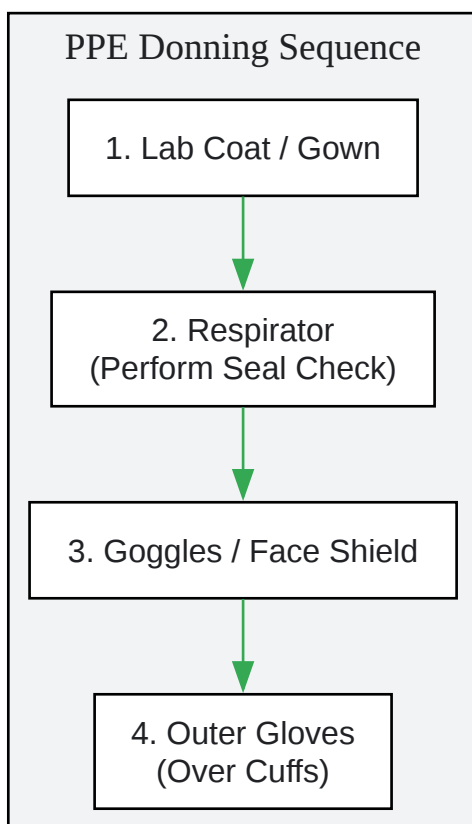 PPE Donning Sequence
1. Lab Coat / Gown
2. Respirator
(Perform Seal Check)
3. Goggles / Face Shield
4. Outer Gloves
(Over Cuffs)